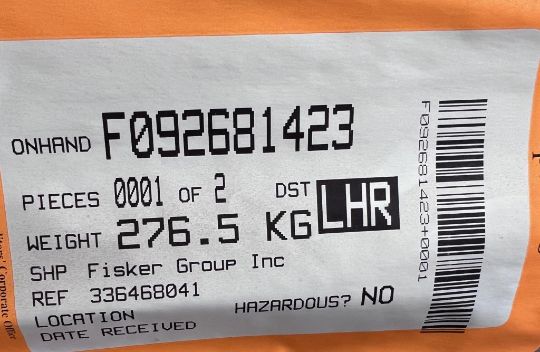 ONHAND F092681423
PIECES 0001 OF 2 DST LHR
WEIGHT 276.5 KG
SHP Fisker Group Inc
REF 336468041
HAZARDOUS? NO
LOCATION
DATE RECEIVED
F092681423+0001
Corporate